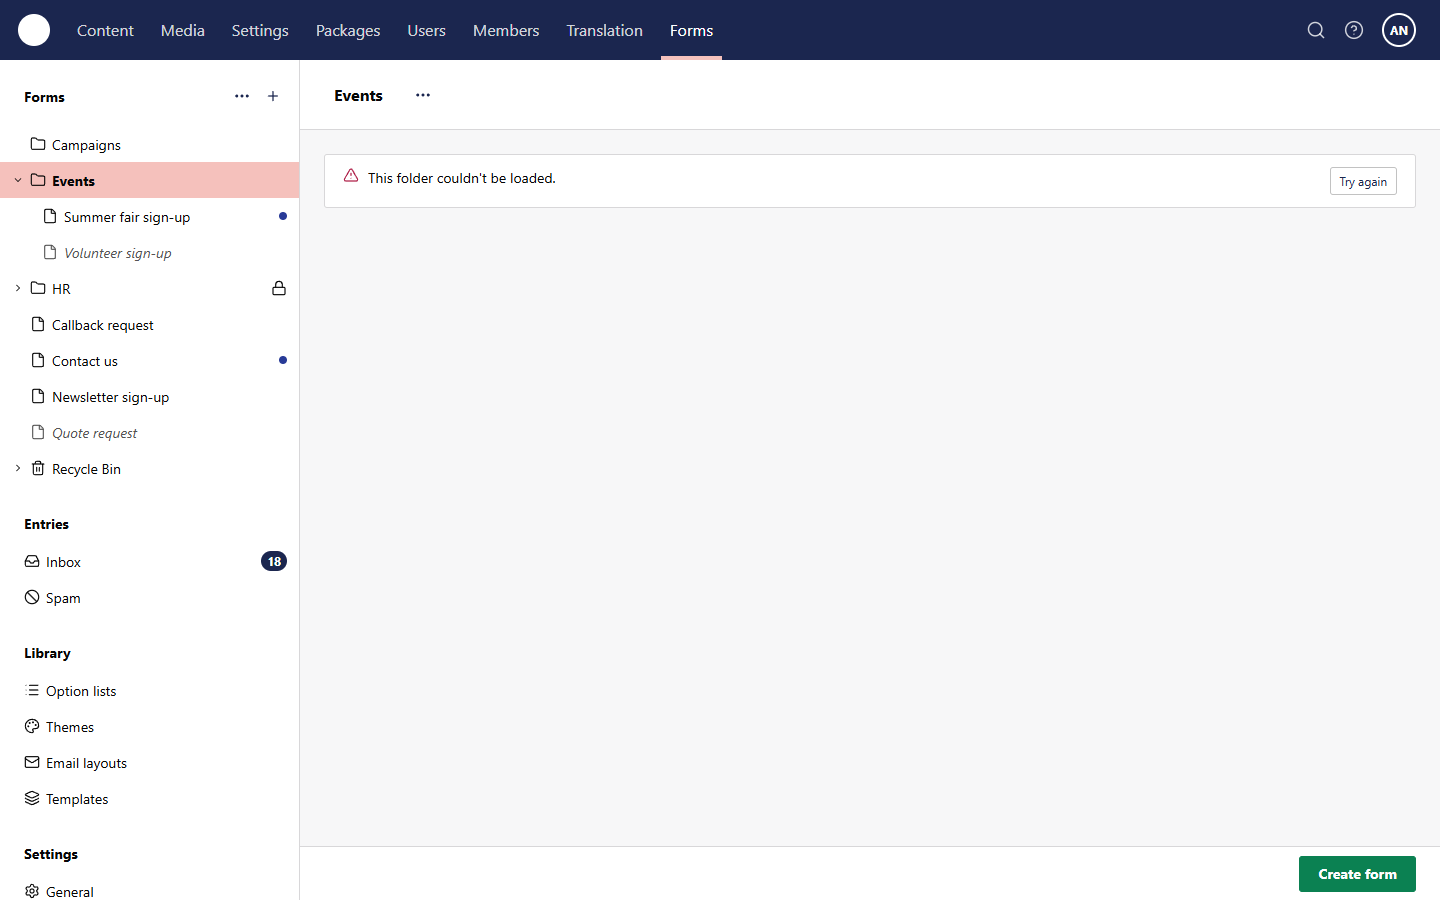 Content Media Settings Packages Users Members Translation Forms AN
Forms
Campaigns
Events
Summer fair sign-up
Volunteer sign-up
HR
Callback request
Contact us
Newsletter sign-up
Quote request
Recycle Bin
Entries
Inbox 18
Spam
Library
Option lists
Themes
Email layouts
Templates
Settings
General
Events
This folder couldn't be loaded. Try again
Create form